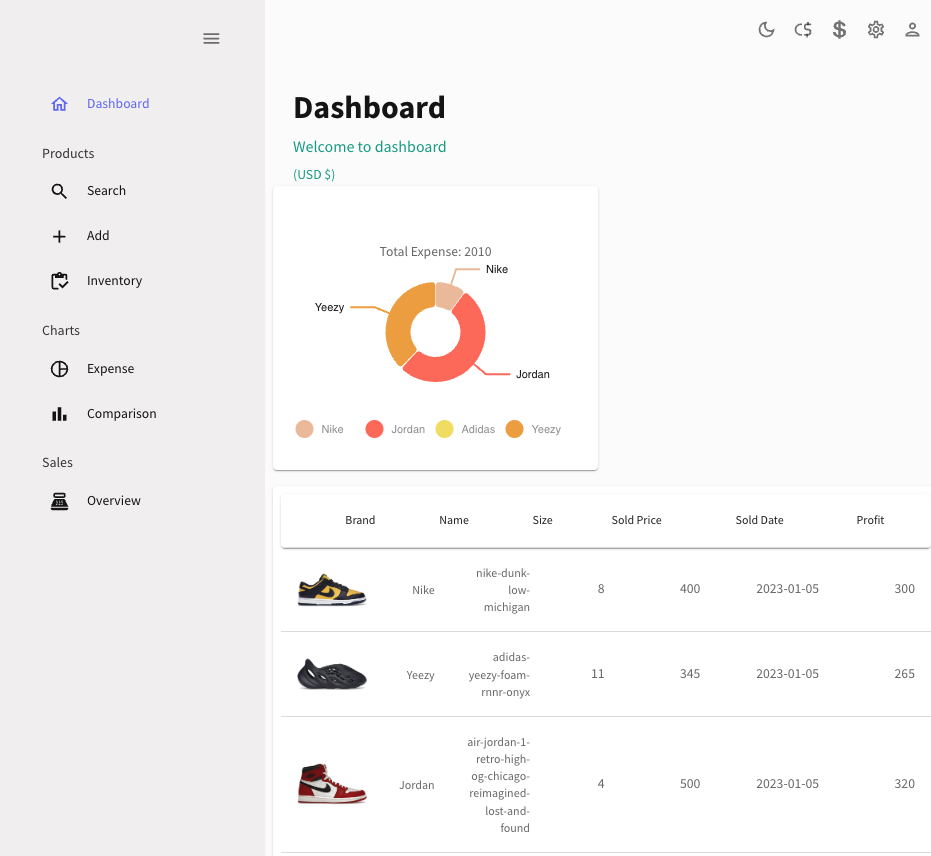 Dashboard
Products
Search
Add
Inventory
Charts
Expense
Comparison
Sales
Overview
Dashboard
Welcome to dashboard
(USD $)
Total Expense: 2010
Nike
Yeezy
Jordan
Nike Jordan Adidas Yeezy
Brand Name Size Sold Price Sold Date Profit
Nike
nike-dunk-
low-
michigan
8 400 2023-01-05 300
Yeezy
adidas-
yeezy-foam-
rnnr-onyx
11 345 2023-01-05 265
Jordan
air-jordan-1-
retro-high-
og-chicago-
reimagined-
lost-and-
found
4 500 2023-01-05 320